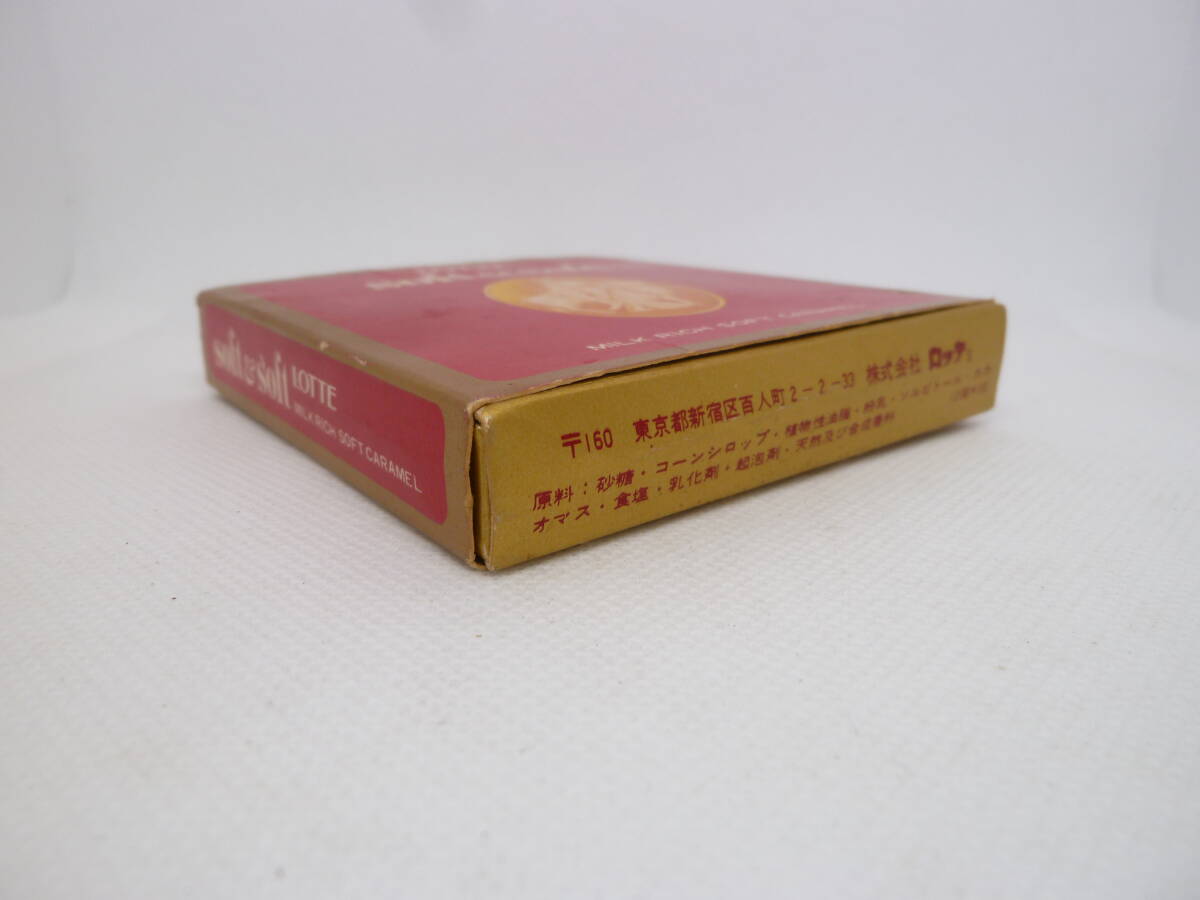 soft & soft LOTTE
MILK RICH SOFT CARAMEL
MILK RICH SOFT CARAMEL
〒160 東京都新宿区百人町2-2-33 株式会社 ロッテ
原料:砂糖・コーンシロップ・植物性油脂・粉乳・ソルビトール・カカ
オマス・食塩・乳化剤・起泡剤・天然及び合成香料